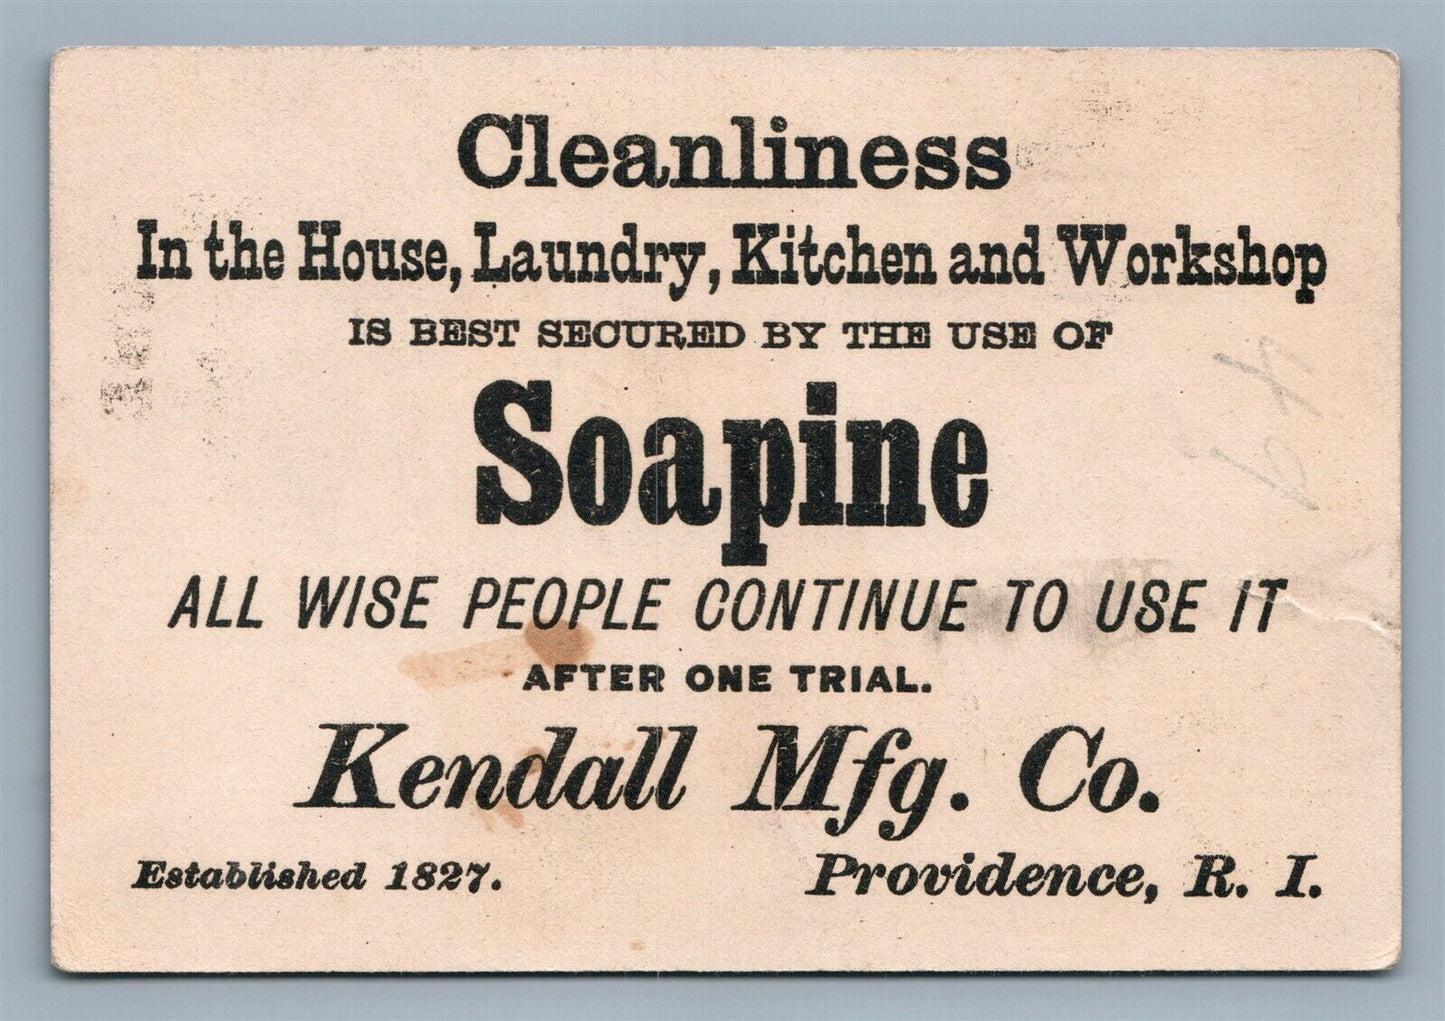 Cleanliness
In the House, Laundry, Kitchen and Workshop
IS BEST SECURED BY THE USE OF
Soapine
ALL WISE PEOPLE CONTINUE TO USE IT
AFTER ONE TRIAL.
Kendall Mfg. Co.
Established 1827.
Providence, R. I.